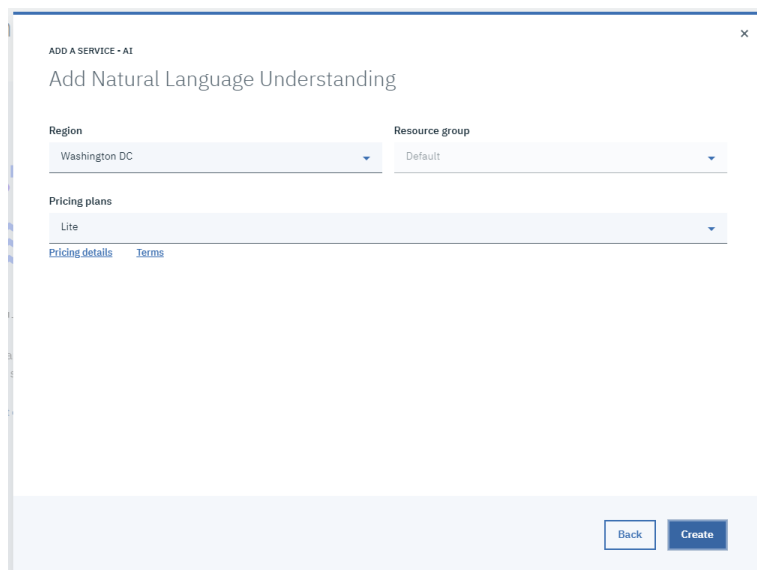 ADD A SERVICE - AI
Add Natural Language Understanding
Region Resource group
Washington DC Default
Pricing plans
Lite
Pricing details Terms
Back Create